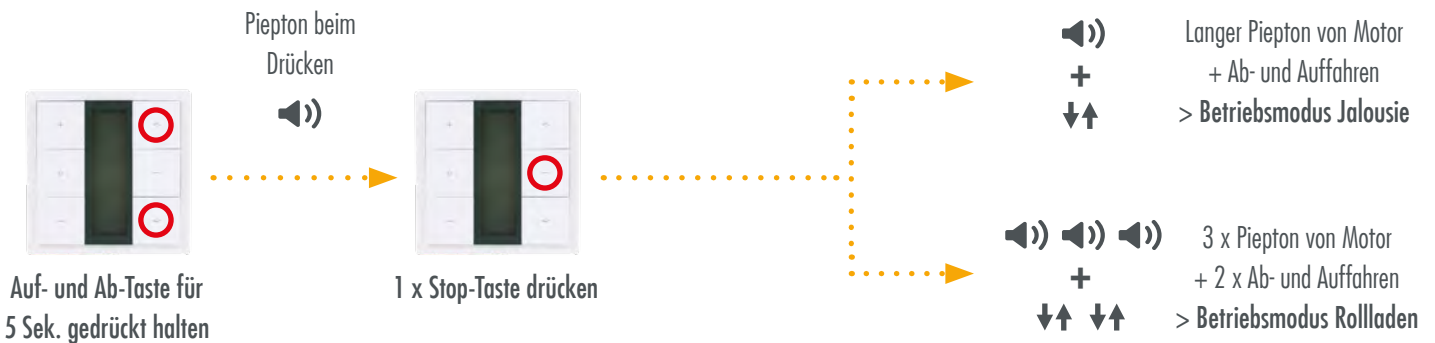 Piepton beim
Drücken
Auf- und Ab-Taste für
5 Sek. gedrückt halten
1 x Stop-Taste drücken
Langer Piepton von Motor
+ Ab- und Auffahren
> Betriebsmodus Jalousie
3 x Piepton von Motor
+ 2 x Ab- und Auffahren
> Betriebsmodus Rollladen